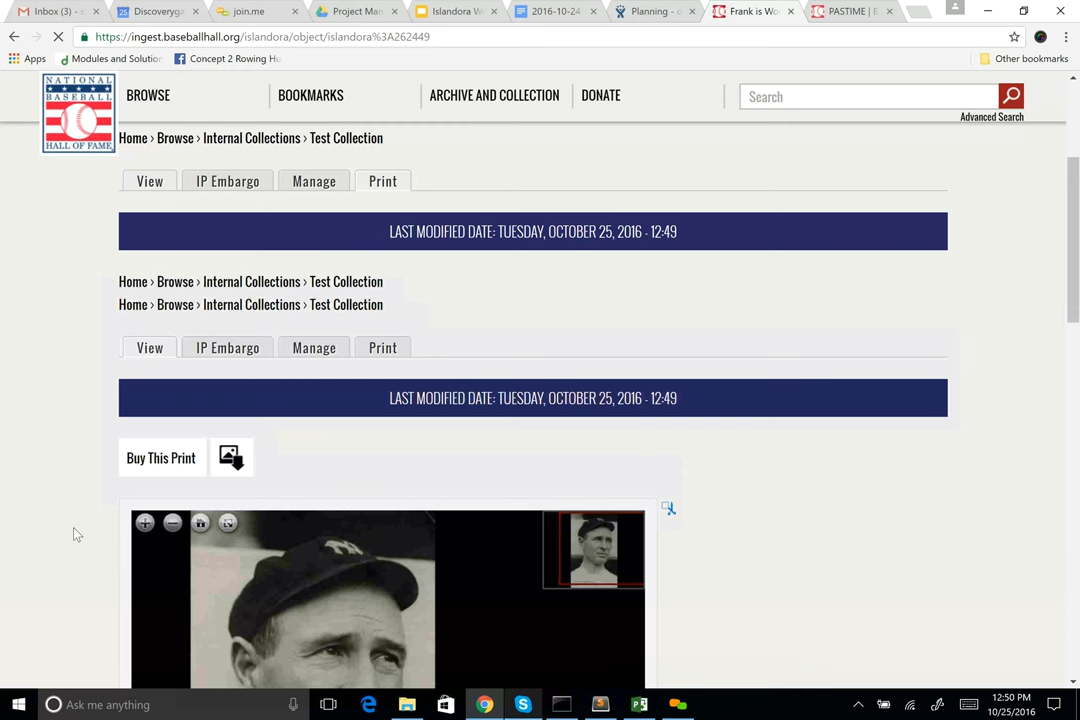 Inbox (3) - s
Discoveryga
join.me
Project Man
Islandora W
2016-10-24
Planning - c
Frank is Wo
PASTIME | B
https://ingest.baseballhall.org/islandora/object/islandora%3A262449
Apps
Modules and Solution
Concept 2 Rowing Hu
Other bookmarks
NATIONAL
BASEBALL
HALL OF FAME
BROWSE
BOOKMARKS
ARCHIVE AND COLLECTION
DONATE
Search
Advanced Search
Home › Browse › Internal Collections › Test Collection
View
IP Embargo
Manage
Print
LAST MODIFIED DATE: TUESDAY, OCTOBER 25, 2016 - 12:49
Home › Browse › Internal Collections › Test Collection
Home › Browse › Internal Collections › Test Collection
View
IP Embargo
Manage
Print
LAST MODIFIED DATE: TUESDAY, OCTOBER 25, 2016 - 12:49
Buy This Print
Ask me anything
12:50 PM
10/25/2016